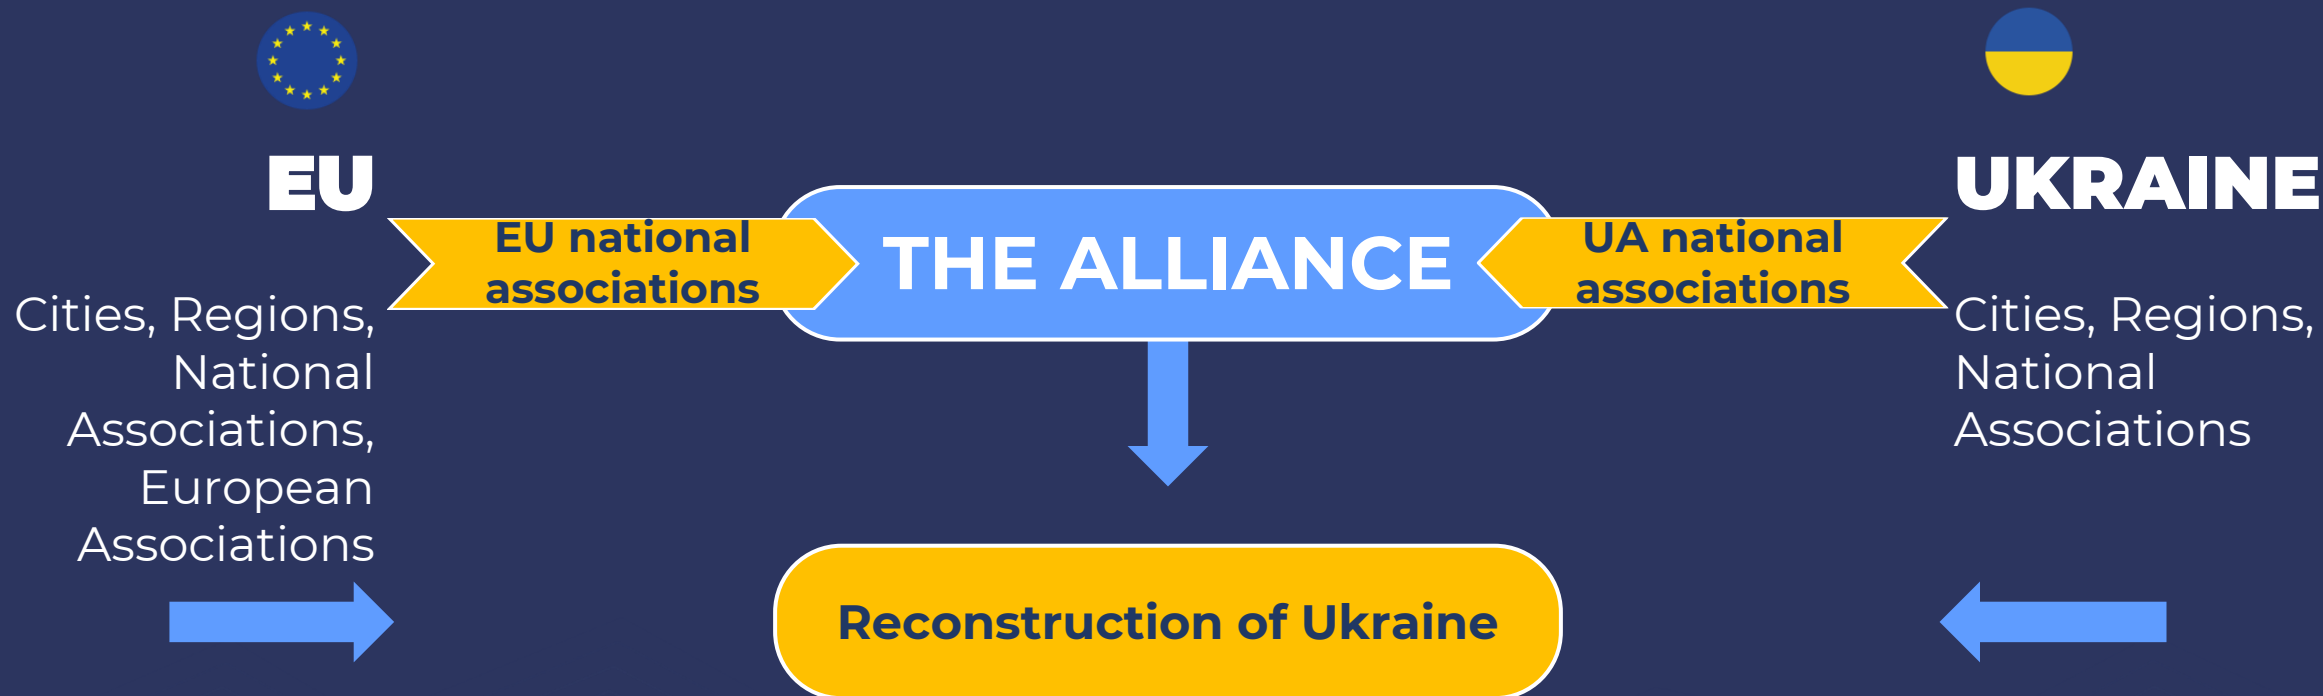 EU
Cities, Regions,
National
Associations,
European
Associations
EU national
associations
THE ALLIANCE
UA national
associations
UKRAINE
Cities, Regions,
National
Associations
Reconstruction of Ukraine